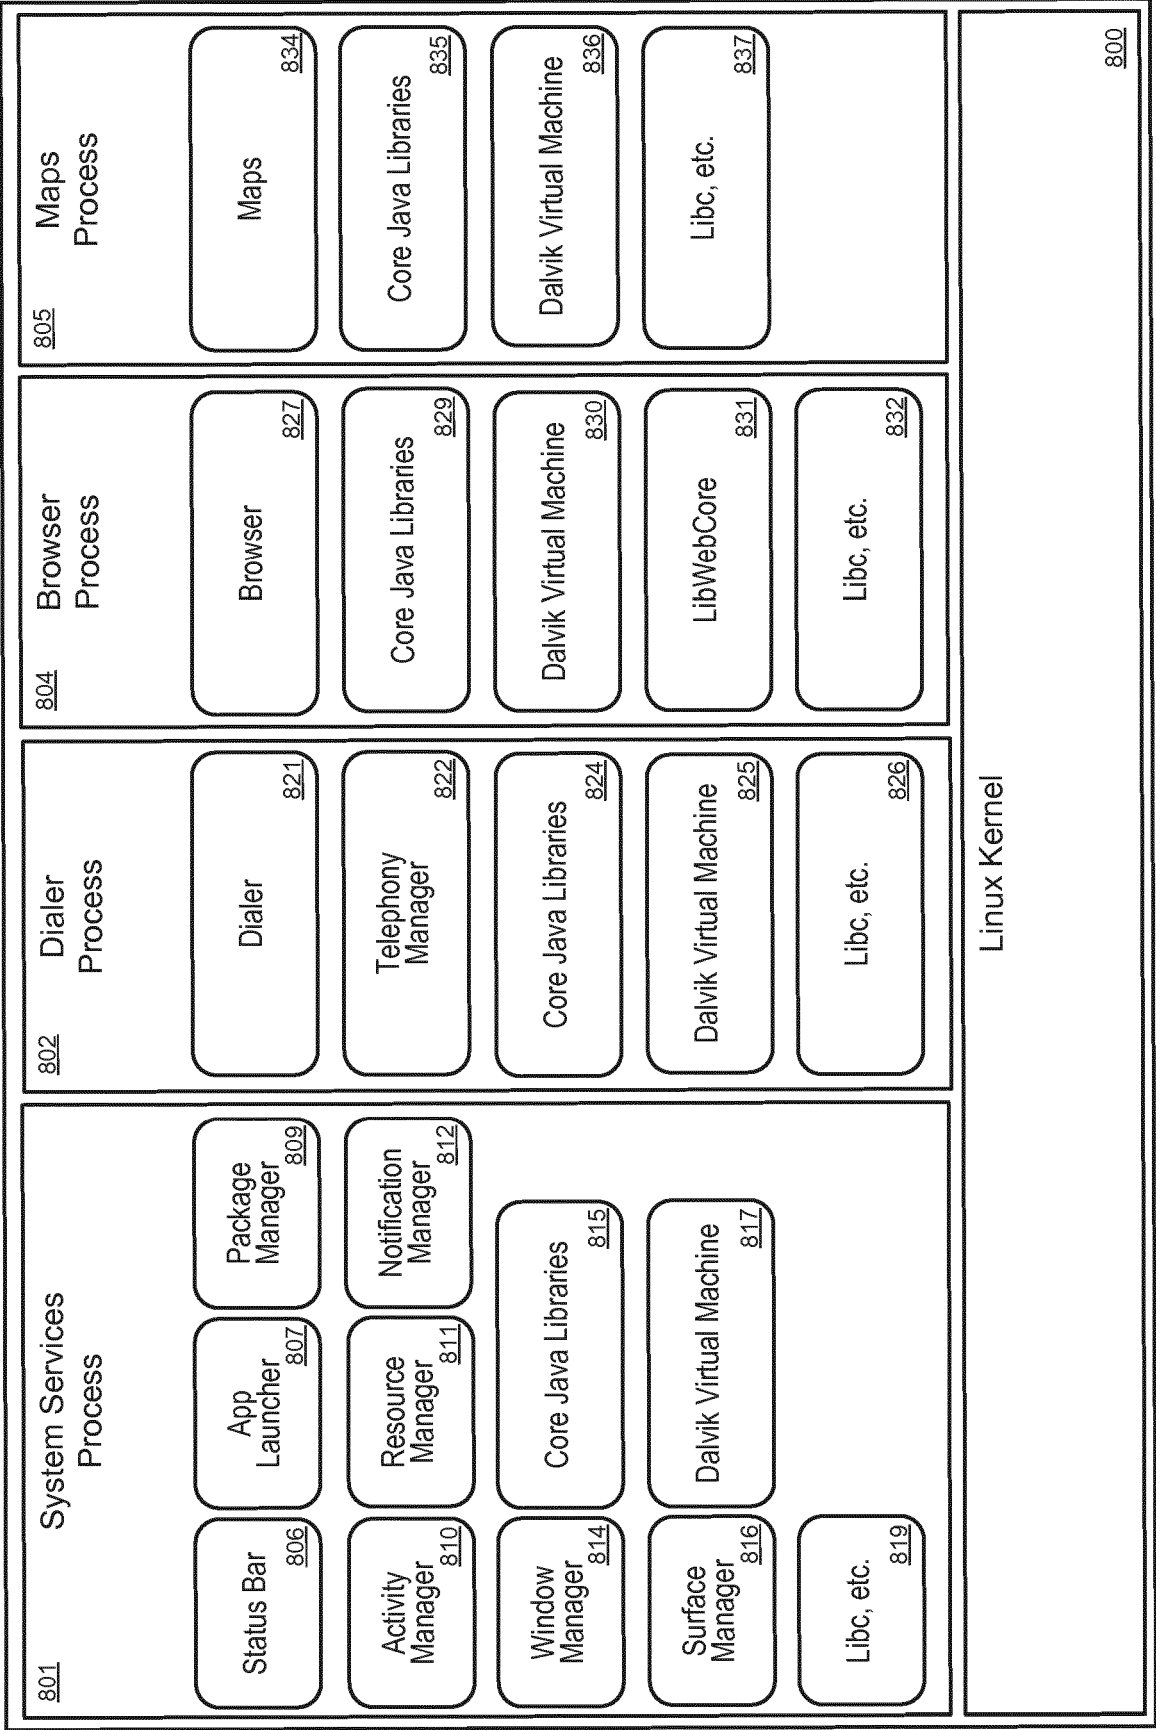 801
System Services
Process
Status Bar
806
App
Launcher
807
Package
Manager
809
Activity
Manager
810
Resource
Manager
811
Notification
Manager
812
Window
Manager
814
Core Java Libraries
815
Surface
Manager
816
Dalvik Virtual Machine
817
Libc, etc.
819
802
Dialer
Process
Dialer
821
Telephony
Manager
822
Core Java Libraries
824
Dalvik Virtual Machine
825
Libc, etc.
826
804
Browser
Process
Browser
827
Core Java Libraries
829
Dalvik Virtual Machine
830
LibWebCore
831
Libc, etc.
832
805
Maps
Process
Maps
834
Core Java Libraries
835
Dalvik Virtual Machine
836
Libc, etc.
837
Linux Kernel
800